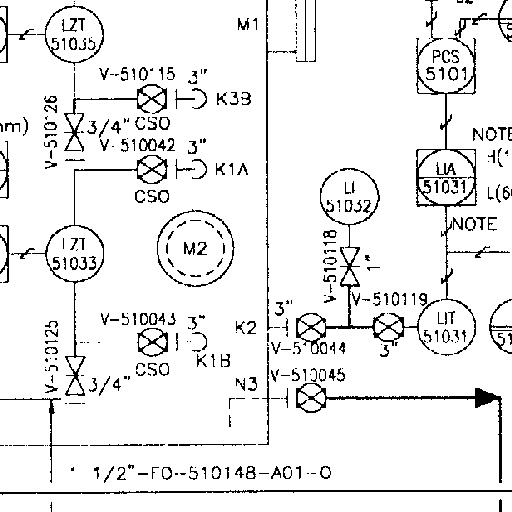 LZT
51035
M1
PCS
5101
V-510115
3"
K3B
V-510126
3/4"
CSO
V-510042
3"
K1A
CSO
NOTE
H(1
LIA
51031
L(6
NOTE
LI
51032
LZT
51033
M2
V-510118
1"
V-510119
V-510125
V-510043
3"
K1B
CSO
3/4"
K2
3"
V-510044
3"
LIT
51031
N3
V-510045
1/2"-FO-510148-A01-O